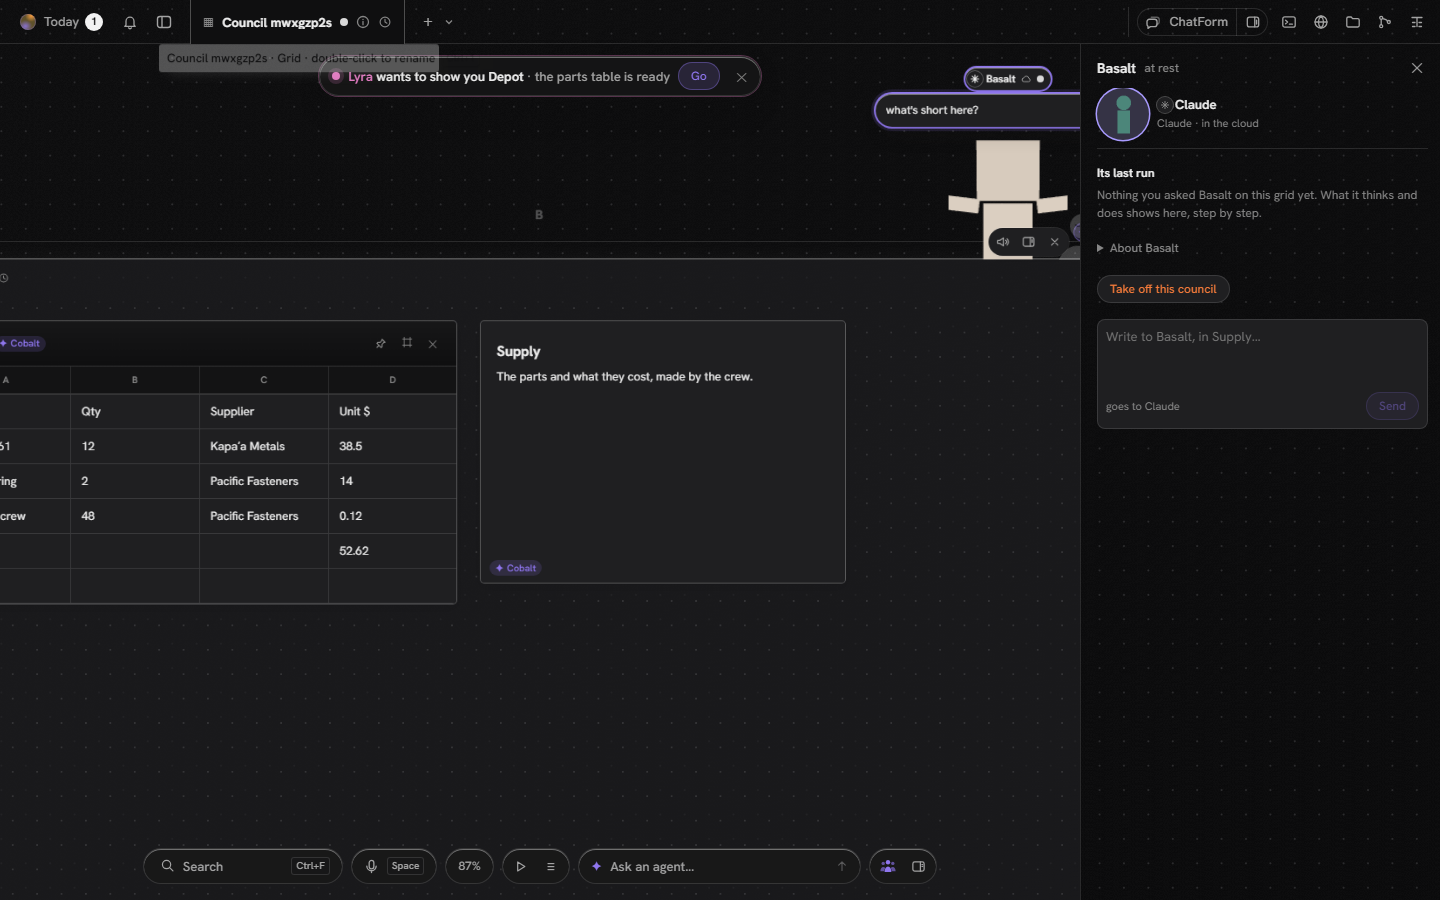 Today 1
Council mwxgzp2s
ChatForm
Council mwxgzp2s · Grid · double-click to rename
Lyra wants to show you Depot · the parts table is ready Go
Basalt
what's short here?
B
Cobalt
A B C D
Qty Supplier Unit $
61 12 Kapaʻa Metals 38.5
ring 2 Pacific Fasteners 14
crew 48 Pacific Fasteners 0.12
52.62
Supply
The parts and what they cost, made by the crew.
Cobalt
Basalt at rest
Claude
Claude · in the cloud
Its last run
Nothing you asked Basalt on this grid yet. What it thinks and
does shows here, step by step.
About Basalt
Take off this council
Write to Basalt, in Supply...
goes to Claude Send
Search Ctrl+F
Space
87%
Ask an agent...